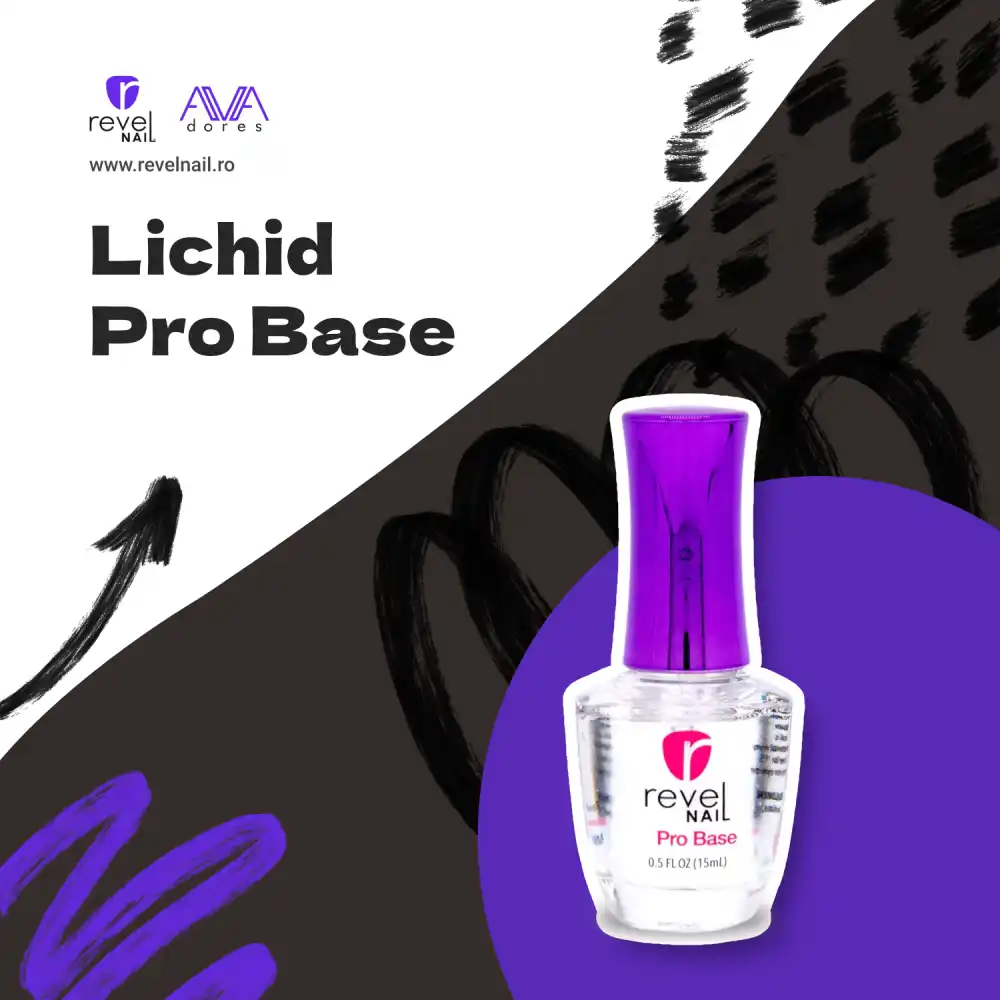 revel
NAIL
AVA
dores
www.revelnail.ro
Lichid
Pro Base
revel
NAIL
Pro Base
0.5 FL OZ (15mL)